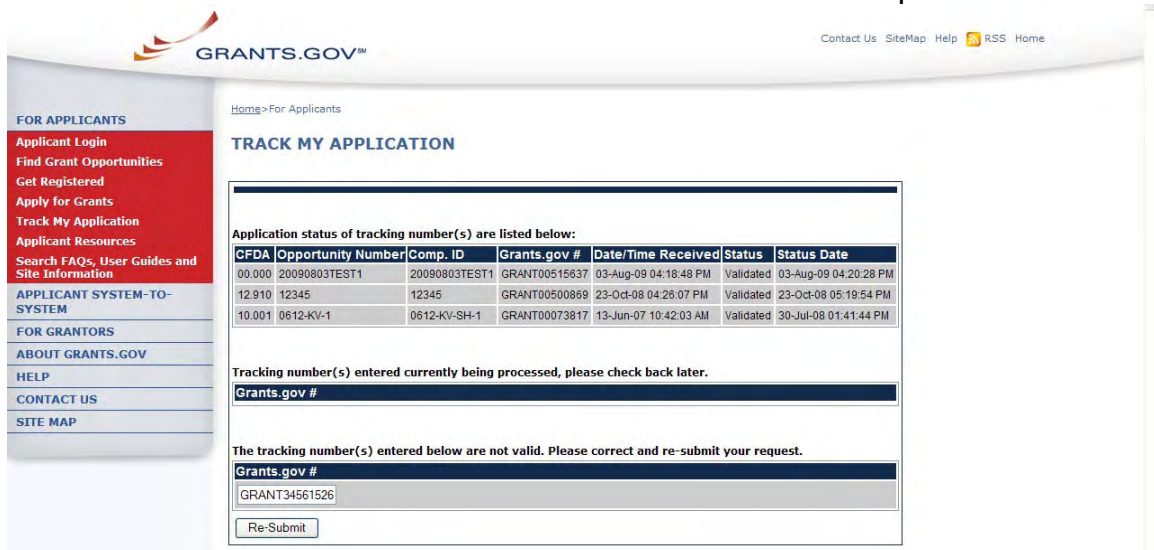 GRANTS.GOV℠
Contact Us SiteMap Help RSS Home
Home>For Applicants
FOR APPLICANTS
Applicant Login
Find Grant Opportunities
Get Registered
Apply for Grants
Track My Application
Applicant Resources
Search FAQs, User Guides and
Site Information
APPLICANT SYSTEM-TO-
SYSTEM
FOR GRANTORS
ABOUT GRANTS.GOV
HELP
CONTACT US
SITE MAP
TRACK MY APPLICATION
Application status of tracking number(s) are listed below:
CFDA Opportunity Number Comp. ID Grants.gov # Date/Time Received Status Status Date
00.000 20090803TEST1 20090803TEST1 GRANT00515637 03-Aug-09 04:18:48 PM Validated 03-Aug-09 04:20:28 PM
12.910 12345 12345 GRANT00500869 23-Oct-08 04:26:07 PM Validated 23-Oct-08 05:19:54 PM
10.001 0612-KV-1 0612-KV-SH-1 GRANT00073817 13-Jun-07 10:42:03 AM Validated 30-Jul-08 01:41:44 PM
Tracking number(s) entered currently being processed, please check back later.
Grants.gov #
The tracking number(s) entered below are not valid. Please correct and re-submit your request.
Grants.gov #
GRANT34561526
Re-Submit